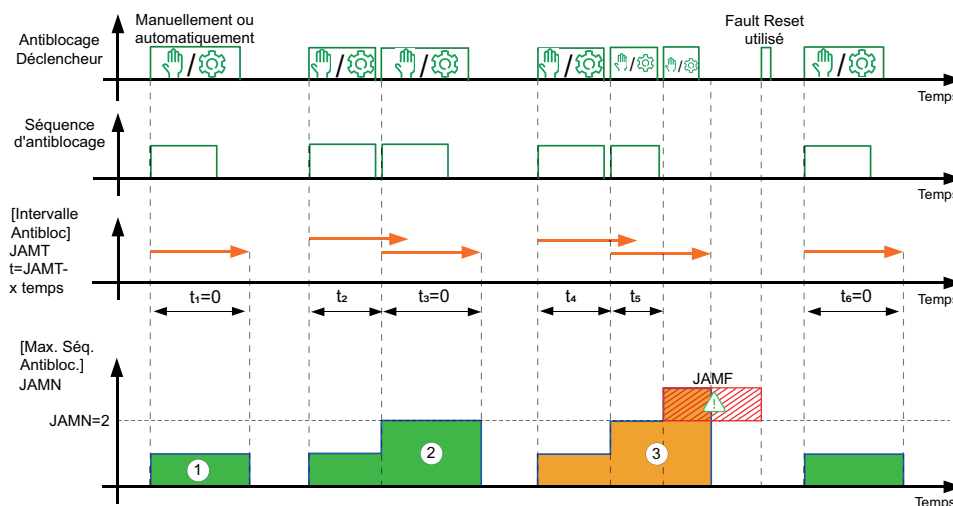 Manuellement ou
automatiquement
Fault Reset
utilisé
Antiblocage
Déclencheur
/
/
/
/
/
/
/
Temps
Séquence
d'antiblocage
Temps
[Intervalle
Antibloc]
JAMT
t=JAMT-
x temps
t₁=0
t₂
t₃=0
t₄
t₅
t₆=0
Temps
[Max. Séq.
Antibloc.]
JAMN
JAMF
!
JAMN=2
1
2
3
Temps